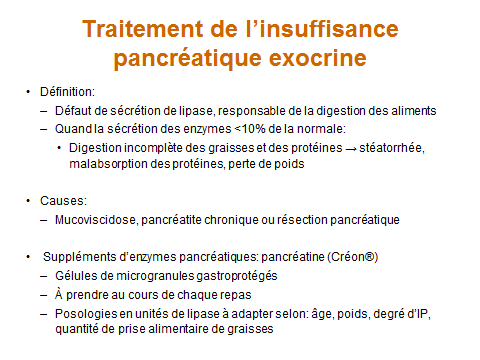 Traitement de l'insuffisance
pancréatique exocrine
• Définition:
– Défaut de sécrétion de lipase, responsable de la digestion des aliments
– Quand la sécrétion des enzymes <10% de la normale:
• Digestion incomplète des graisses et des protéines → stéatorrhée,
malabsorption des protéines, perte de poids
• Causes:
– Mucoviscidose, pancréatite chronique ou résection pancréatique
• Suppléments d'enzymes pancréatiques: pancréatine (Créon®)
– Gélules de microgranules gastroprotégés
– À prendre au cours de chaque repas
– Posologies en unités de lipase à adapter selon: âge, poids, degré d'IP,
quantité de prise alimentaire de graisses